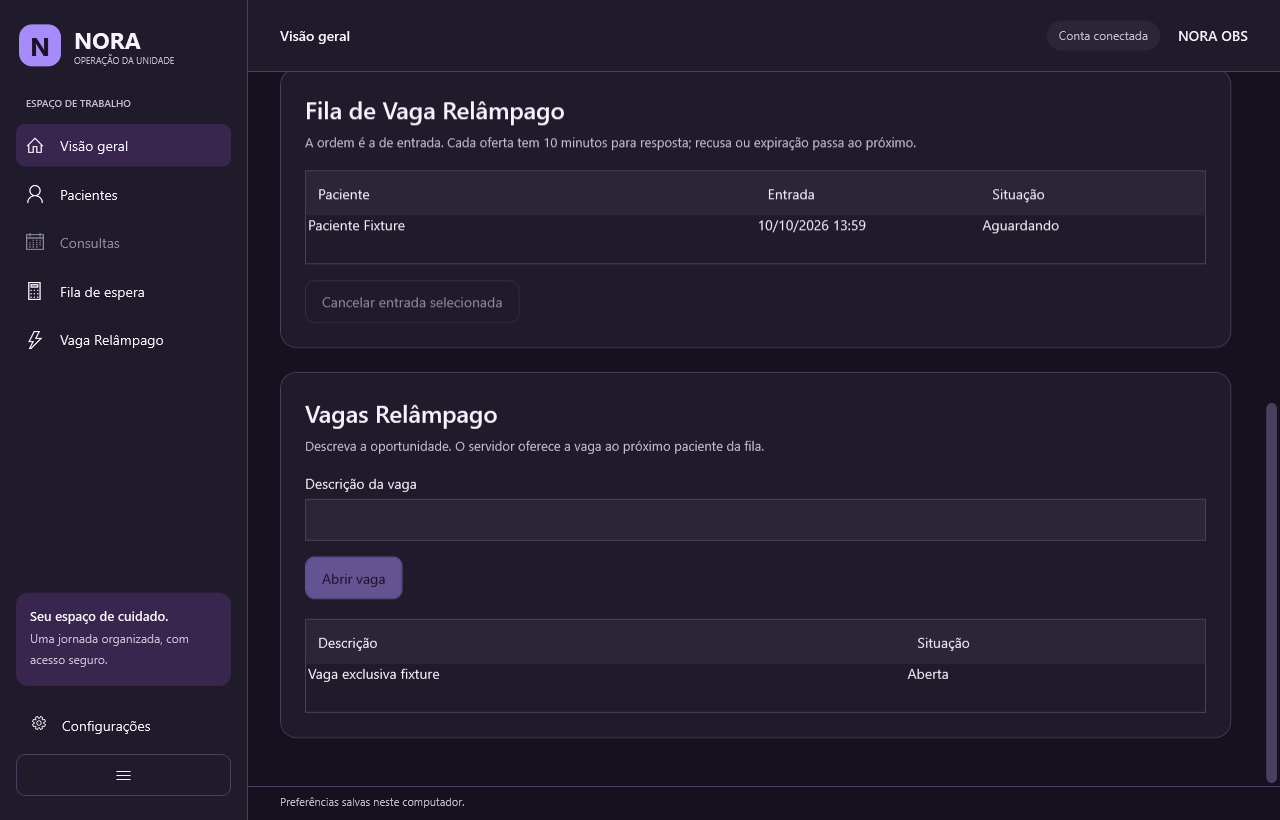 N
NORA
OPERAÇÃO DA UNIDADE
ESPAÇO DE TRABALHO
Visão geral
Pacientes
Consultas
Fila de espera
Vaga Relâmpago
Seu espaço de cuidado.
Uma jornada organizada, com
acesso seguro.
Configurações
Visão geral
Conta conectada
NORA OBS
Fila de Vaga Relâmpago
A ordem é a de entrada. Cada oferta tem 10 minutos para resposta; recusa ou expiração passa ao próximo.
Paciente Entrada Situação
Paciente Fixture 10/10/2026 13:59 Aguardando
Cancelar entrada selecionada
Vagas Relâmpago
Descreva a oportunidade. O servidor oferece a vaga ao próximo paciente da fila.
Descrição da vaga
Abrir vaga
Descrição Situação
Vaga exclusiva fixture Aberta
Preferências salvas neste computador.